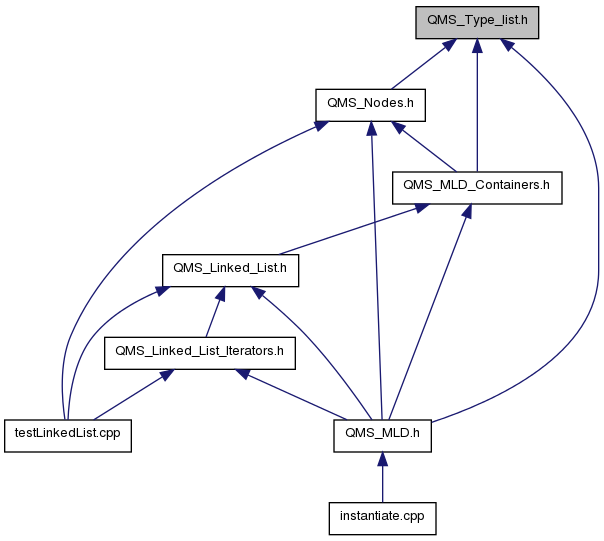 QMS_Type_list.h
QMS_Nodes.h
QMS_MLD_Containers.h
QMS_Linked_List.h
QMS_Linked_List_Iterators.h
testLinkedList.cpp
QMS_MLD.h
instantiate.cpp